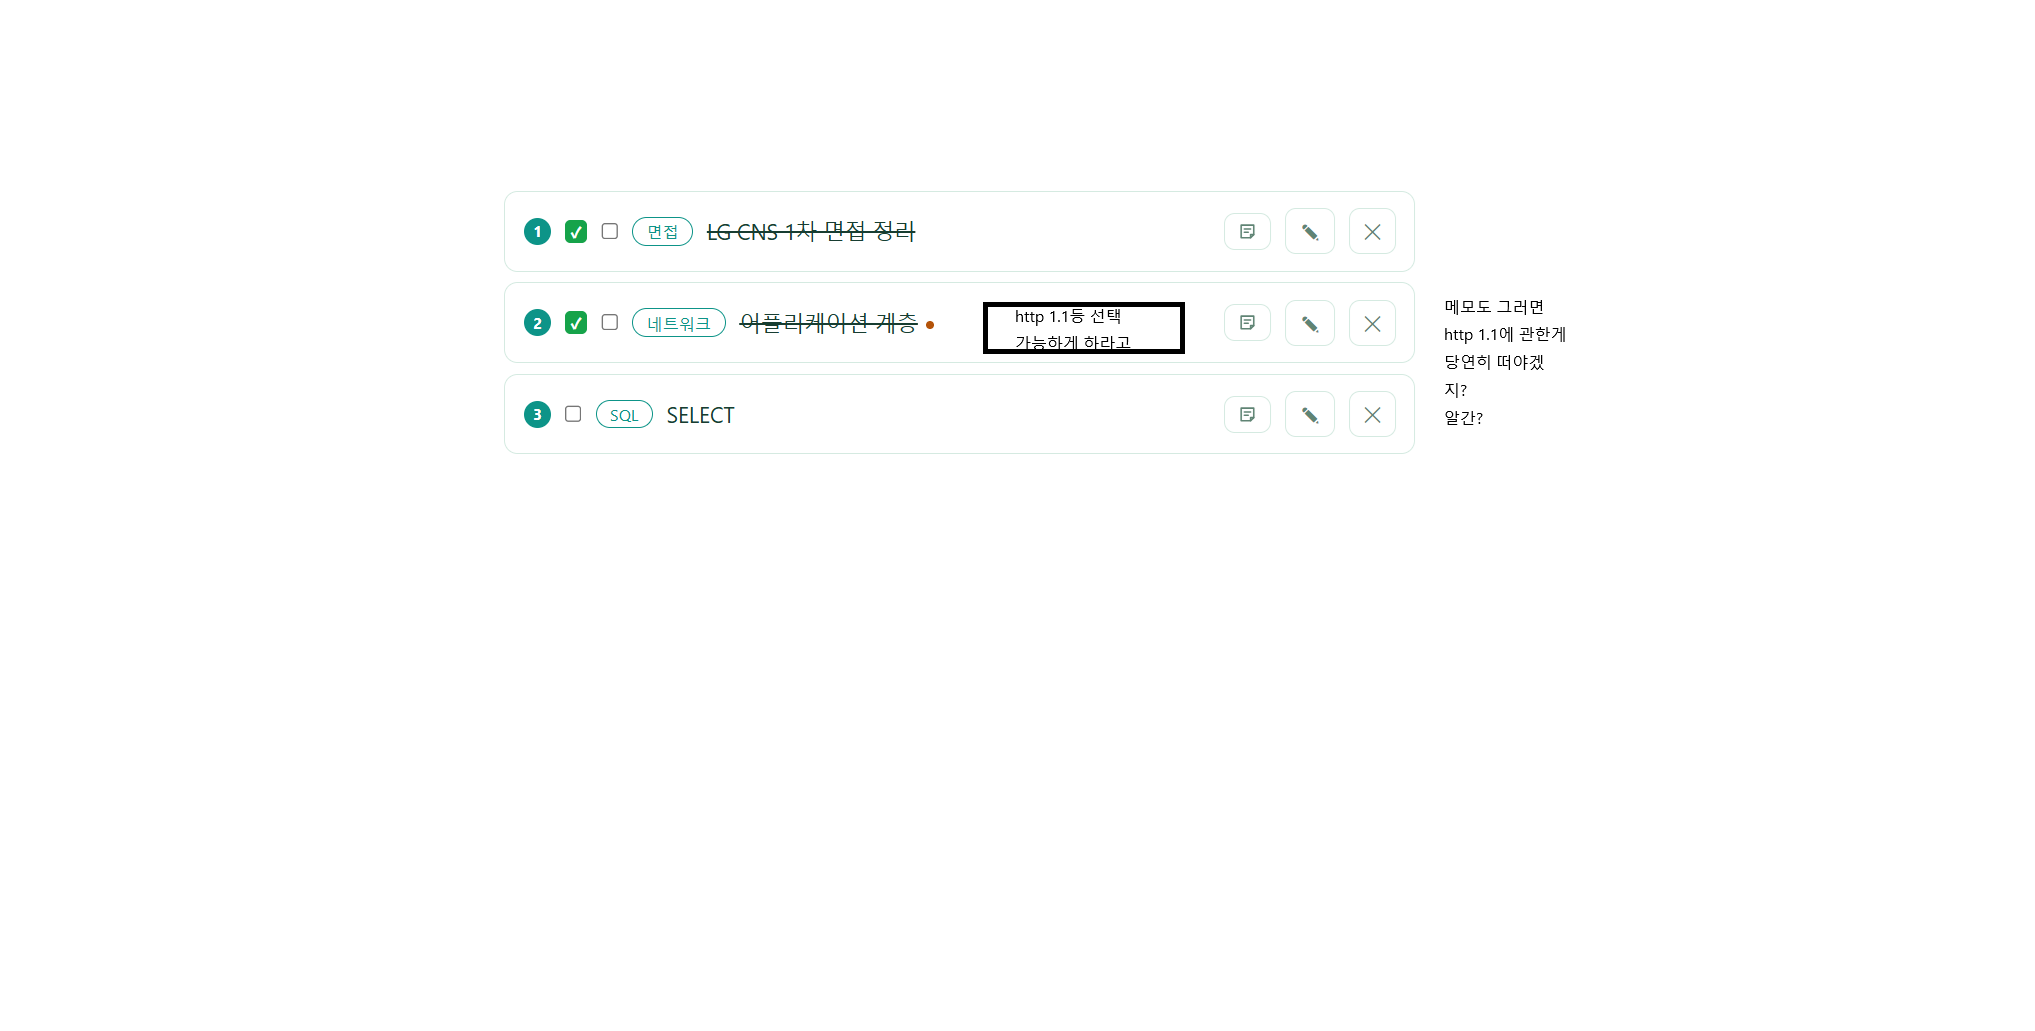 1 면접 LG CNS 1차 면접 정리
2 네트워크 어플리케이션 계층
http 1.1등 선택
가능하게 하라고
3 SQL SELECT
메모도 그러면
http 1.1에 관한게
당연히 떠야겠
지?
알간?